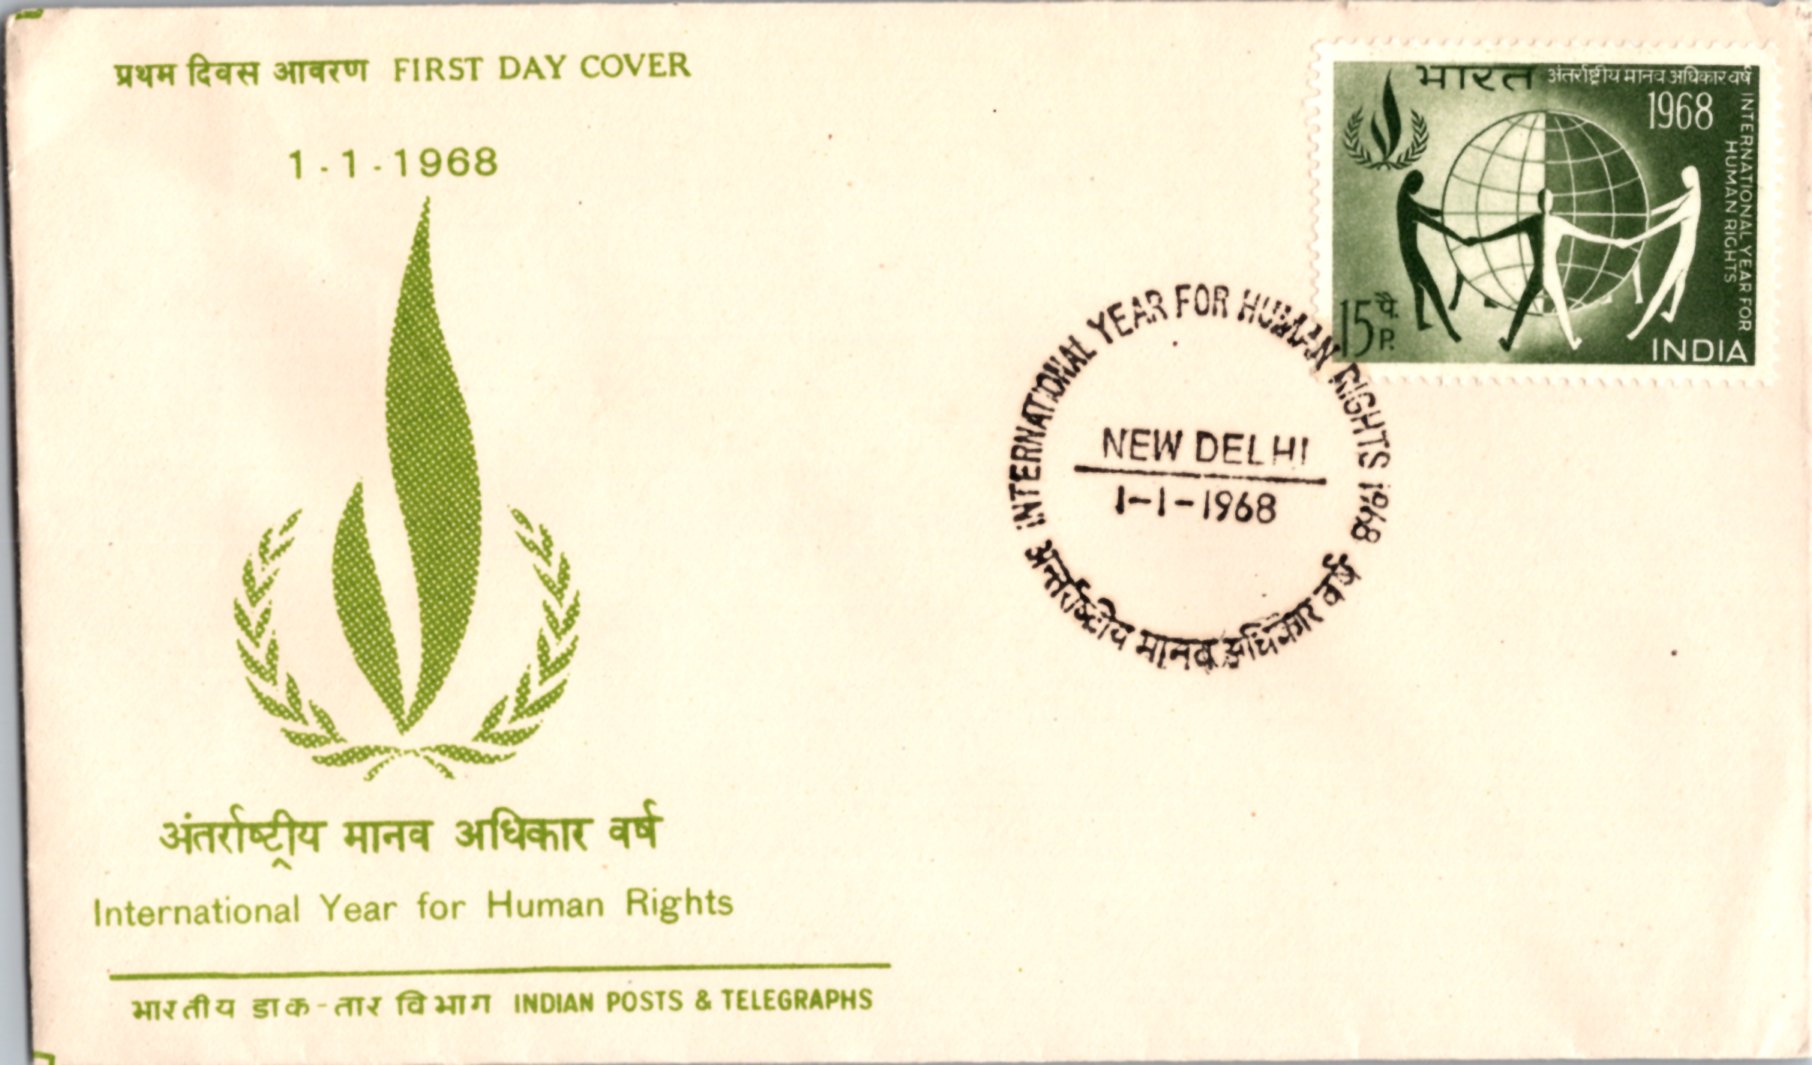 प्रथम दिवस आवरण FIRST DAY COVER
1-1-1968
अंतर्राष्ट्रीय मानव अधिकार वर्ष
International Year for Human Rights
भारतीय डाक-तार विभाग INDIAN POSTS & TELEGRAPHS
भारत अंतर्राष्ट्रीय मानव अधिकार वर्ष
1968
INTERNATIONAL YEAR FOR
HUMAN RIGHTS
15 पै.
P.
INDIA
INTERNATIONAL YEAR FOR HUMAN RIGHTS 1968
NEW DELHI
1-1-1968
अन्तर्राष्ट्रीय मानव अधिकार वर्ष